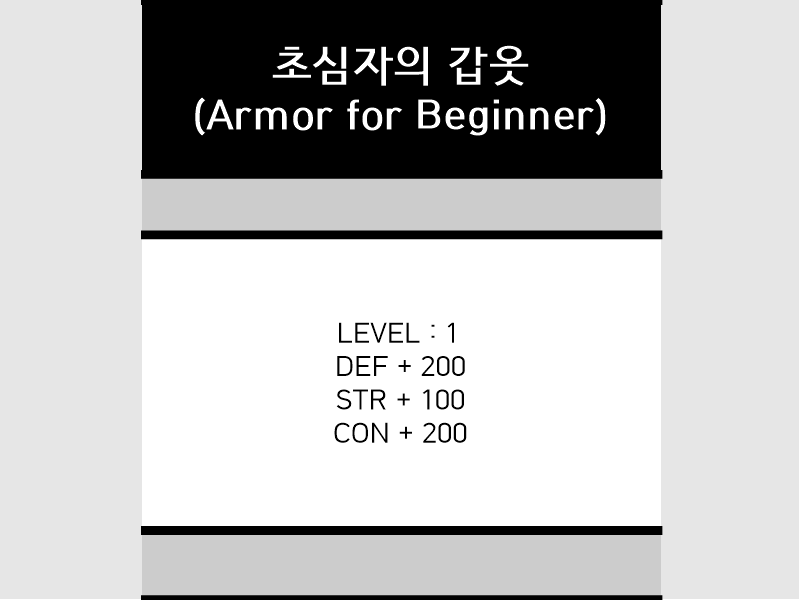 초심자의 갑옷
(Armor for Beginner)
LEVEL : 1
DEF + 200
STR + 100
CON + 200